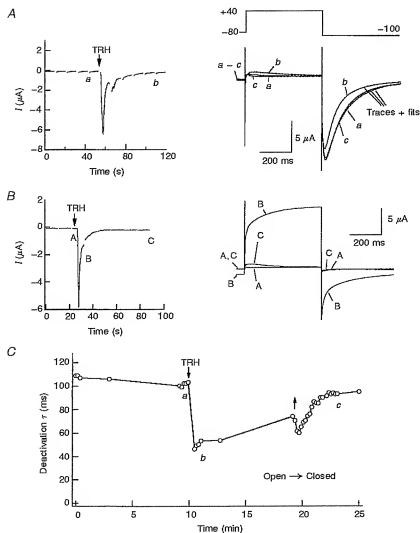 A
TRH
2
0
−2
−4
−6
−8
I (μA)
a
b
0 40 80 120
Time (s)
+40
−80
−100
a – c
b
c
a
b
c
a
Traces + fits
5 μA
200 ms
B
TRH
2
0
−2
−4
−6
I (μA)
A
B
C
0 20 40 60 80 100
Time (s)
B
A,C
B
C
A
C
A
B
5 μA
200 ms
C
120
100
80
60
40
20
0
Deactivation τ (ms)
TRH
a
b
c
Open → Closed
0 5 10 15 20 25
Time (min)